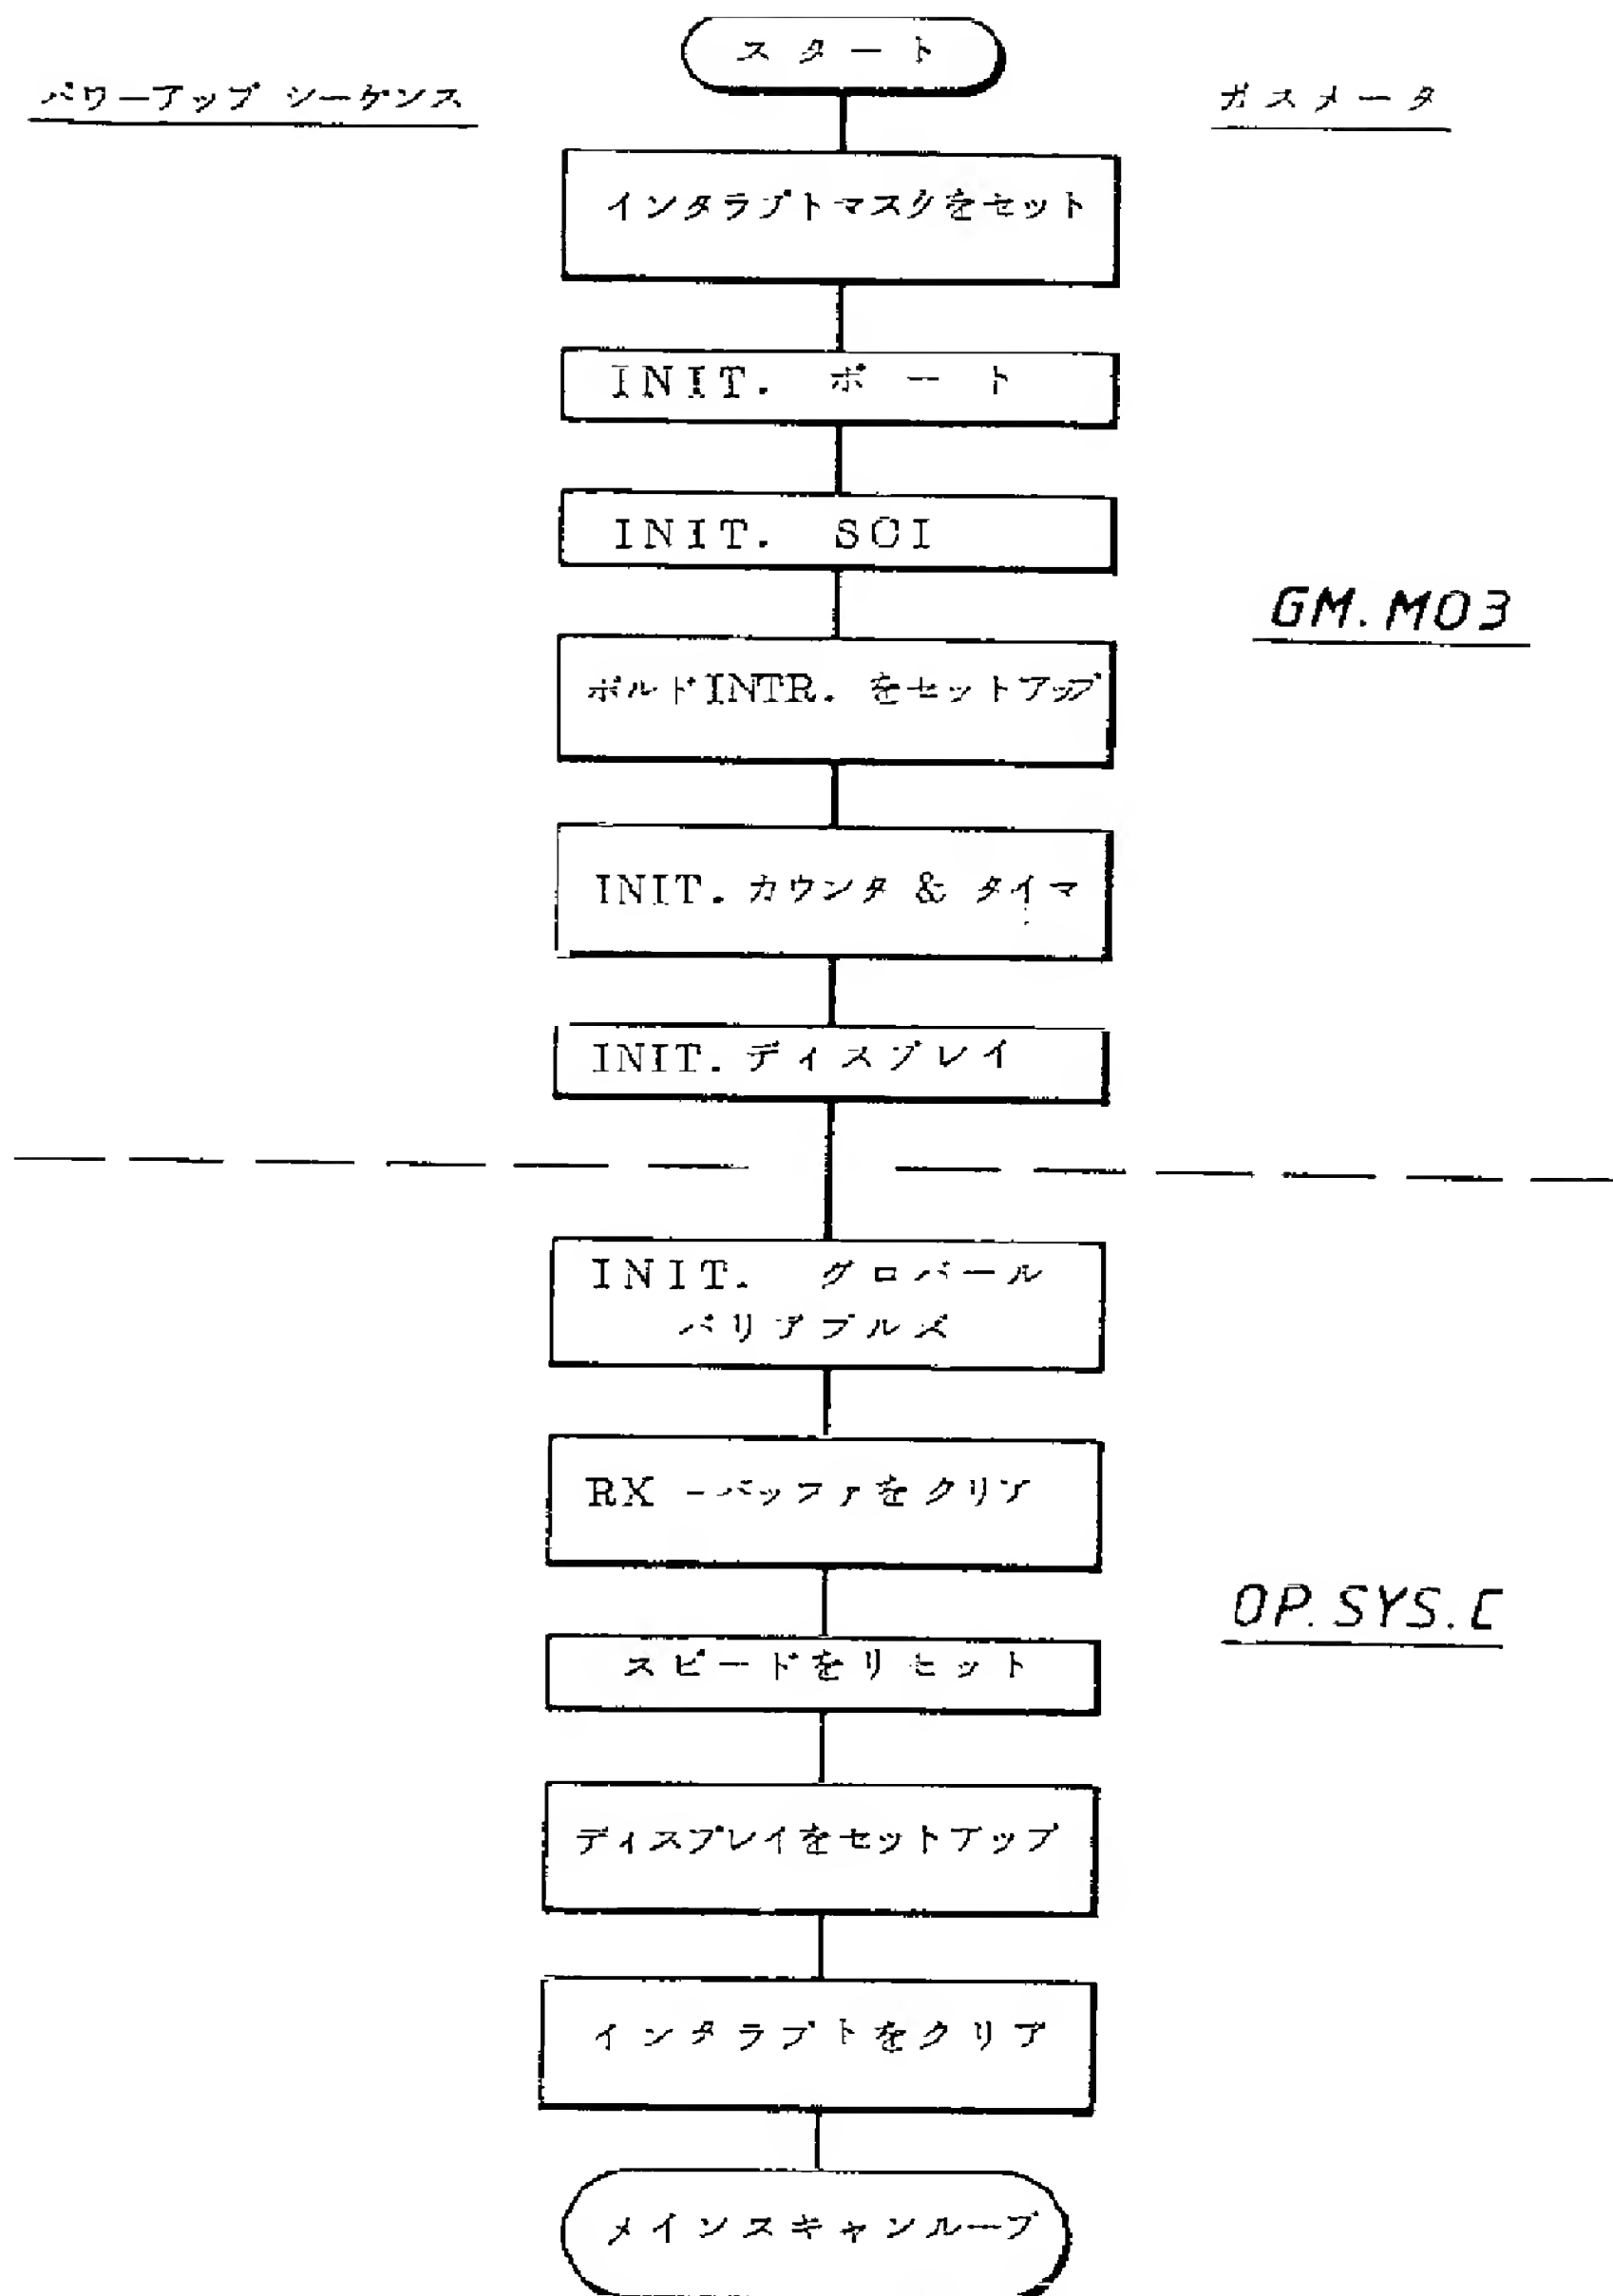 スタート
パワーアップ シーケンス
ガスメータ
インタラプトマスクをセット
INIT. ポート
INIT. SCI
GM.M03
ボルドINTR.をセットアップ
INIT.カウンタ & タイマ
INIT.ディスプレイ
INIT. グロバール
バリアブルズ
RX -バッファをクリア
OP.SYS.C
スピードをリセット
ディスプレイをセットアップ
インタラプトをクリア
メインスキャンループ